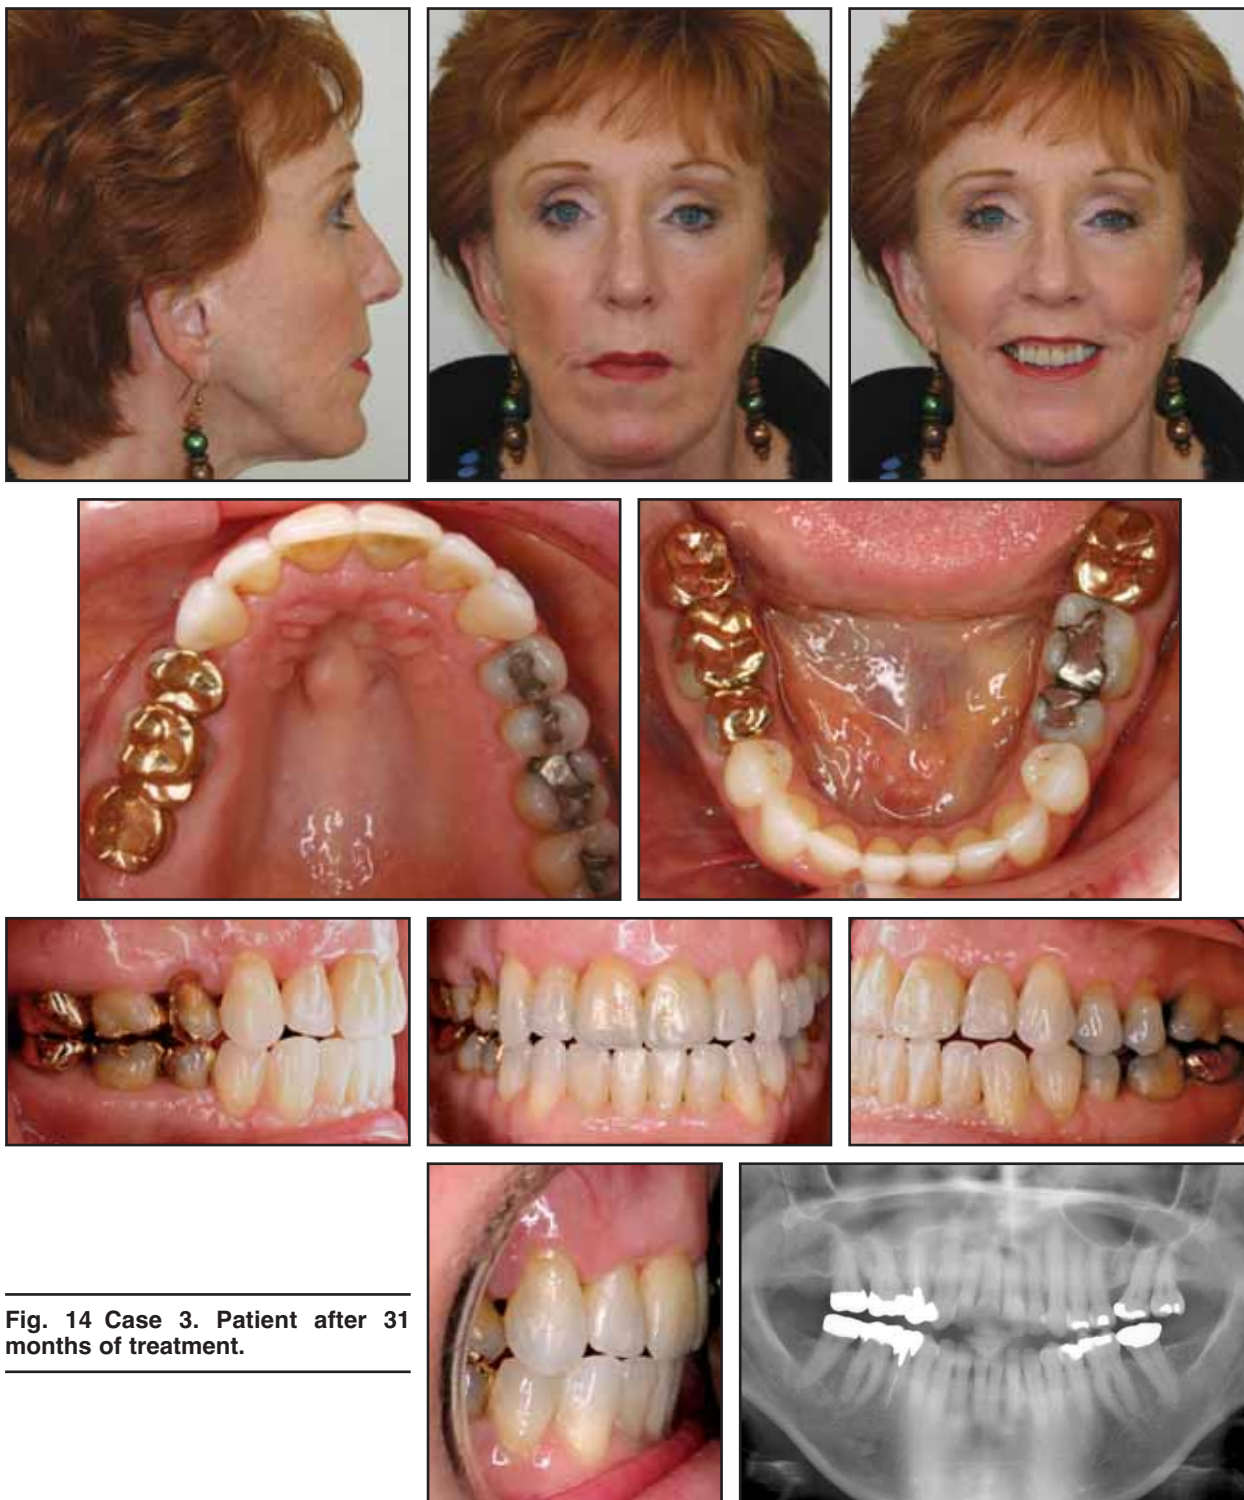 Fig. 14 Case 3. Patient after 31
months of treatment.